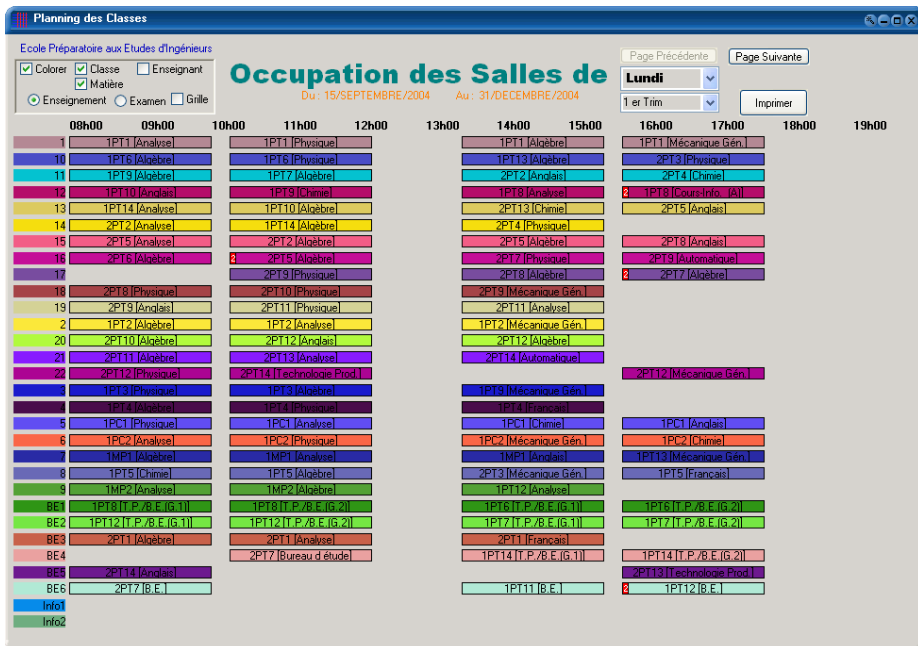 Planning des Classes
Ecole Préparatoire aux Etudes d'Ingénieurs
Colorer Classe Enseignant
Matière
Enseignement Examen Grille
Occupation des Salles de
Du : 15/SEPTEMBRE/2004 Au : 31/DECEMBRE/2004
Page Précédente Page Suivante
Lundi
1 er Trim Imprimer
08h00 09h00 10h00 11h00 12h00 13h00 14h00 15h00 16h00 17h00 18h00 19h00
1 1PT1 [Analyse] 1PT1 [Physique] 1PT1 [Algèbre] 1PT1 [Mécanique Gén.]
10 1PT6 [Algèbre] 1PT6 [Physique] 1PT13 [Algèbre] 2PT3 [Physique]
11 1PT9 [Algèbre] 1PT7 [Algèbre] 2PT2 [Anglais] 2PT4 [Chimie]
12 1PT10 [Anglais] 1PT9 [Chimie] 1PT8 [Analyse] 2 1PT8 [Cours-Info. (A)]
13 1PT14 [Analyse] 1PT10 [Algèbre] 2PT13 [Chimie] 2PT5 [Anglais]
14 2PT2 [Analyse] 1PT14 [Algèbre] 2PT4 [Physique]
15 2PT5 [Analyse] 2PT2 [Algèbre] 2PT5 [Algèbre] 2PT8 [Anglais]
16 2PT6 [Algèbre] 2 2PT5 [Algèbre] 2PT7 [Physique] 2PT9 [Automatique]
17 2PT9 [Physique] 2PT8 [Algèbre] 2 2PT7 [Algèbre]
18 2PT8 [Physique] 2PT10 [Physique] 2PT9 [Mécanique Gén.]
19 2PT9 [Anglais] 2PT11 [Physique] 2PT11 [Analyse]
2 1PT2 [Algèbre] 1PT2 [Analyse] 1PT2 [Mécanique Gén.]
20 2PT10 [Algèbre] 2PT12 [Anglais] 2PT12 [Algèbre]
21 2PT11 [Algèbre] 2PT13 [Analyse] 2PT14 [Automatique]
22 2PT12 [Physique] 2PT14 [Technologie Prod.] 2PT12 [Mécanique Gén.]
3 1PT3 [Physique] 1PT3 [Algèbre] 1PT9 [Mécanique Gén.]
4 1PT4 [Algèbre] 1PT4 [Physique] 1PT4 [Français]
5 1PC1 [Physique] 1PC1 [Analyse] 1PC1 [Chimie] 1PC1 [Anglais]
6 1PC2 [Analyse] 1PC2 [Physique] 1PC2 [Mécanique Gén.] 1PC2 [Chimie]
7 1MP1 [Algèbre] 1MP1 [Analyse] 1MP1 [Anglais] 1PT13 [Mécanique Gén.]
8 1PT5 [Chimie] 1PT5 [Algèbre] 2PT3 [Mécanique Gén.] 1PT5 [Français]
9 1MP2 [Analyse] 1MP2 [Algèbre] 1PT12 [Analyse]
BE1 1PT8 [T.P./B.E.(G.1)] 1PT8 [T.P./B.E.(G.2)] 1PT6 [T.P./B.E.(G.1)] 1PT6 [T.P./B.E.(G.2)]
BE2 1PT12 [T.P./B.E.(G.1)] 1PT12 [T.P./B.E.(G.2)] 1PT7 [T.P./B.E.(G.1)] 1PT7 [T.P./B.E.(G.2)]
BE3 2PT1 [Algèbre] 2PT1 [Analyse] 2PT1 [Français]
BE4 2PT7 [Bureau d étude] 1PT14 [T.P./B.E.(G.1)] 1PT14 [T.P./B.E.(G.2)]
BE5 2PT14 [Anglais] 2PT13 [Technologie Prod.]
BE6 2PT7 [B.E.] 1PT11 [B.E.] 2 1PT12 [B.E.]
Info1
Info2